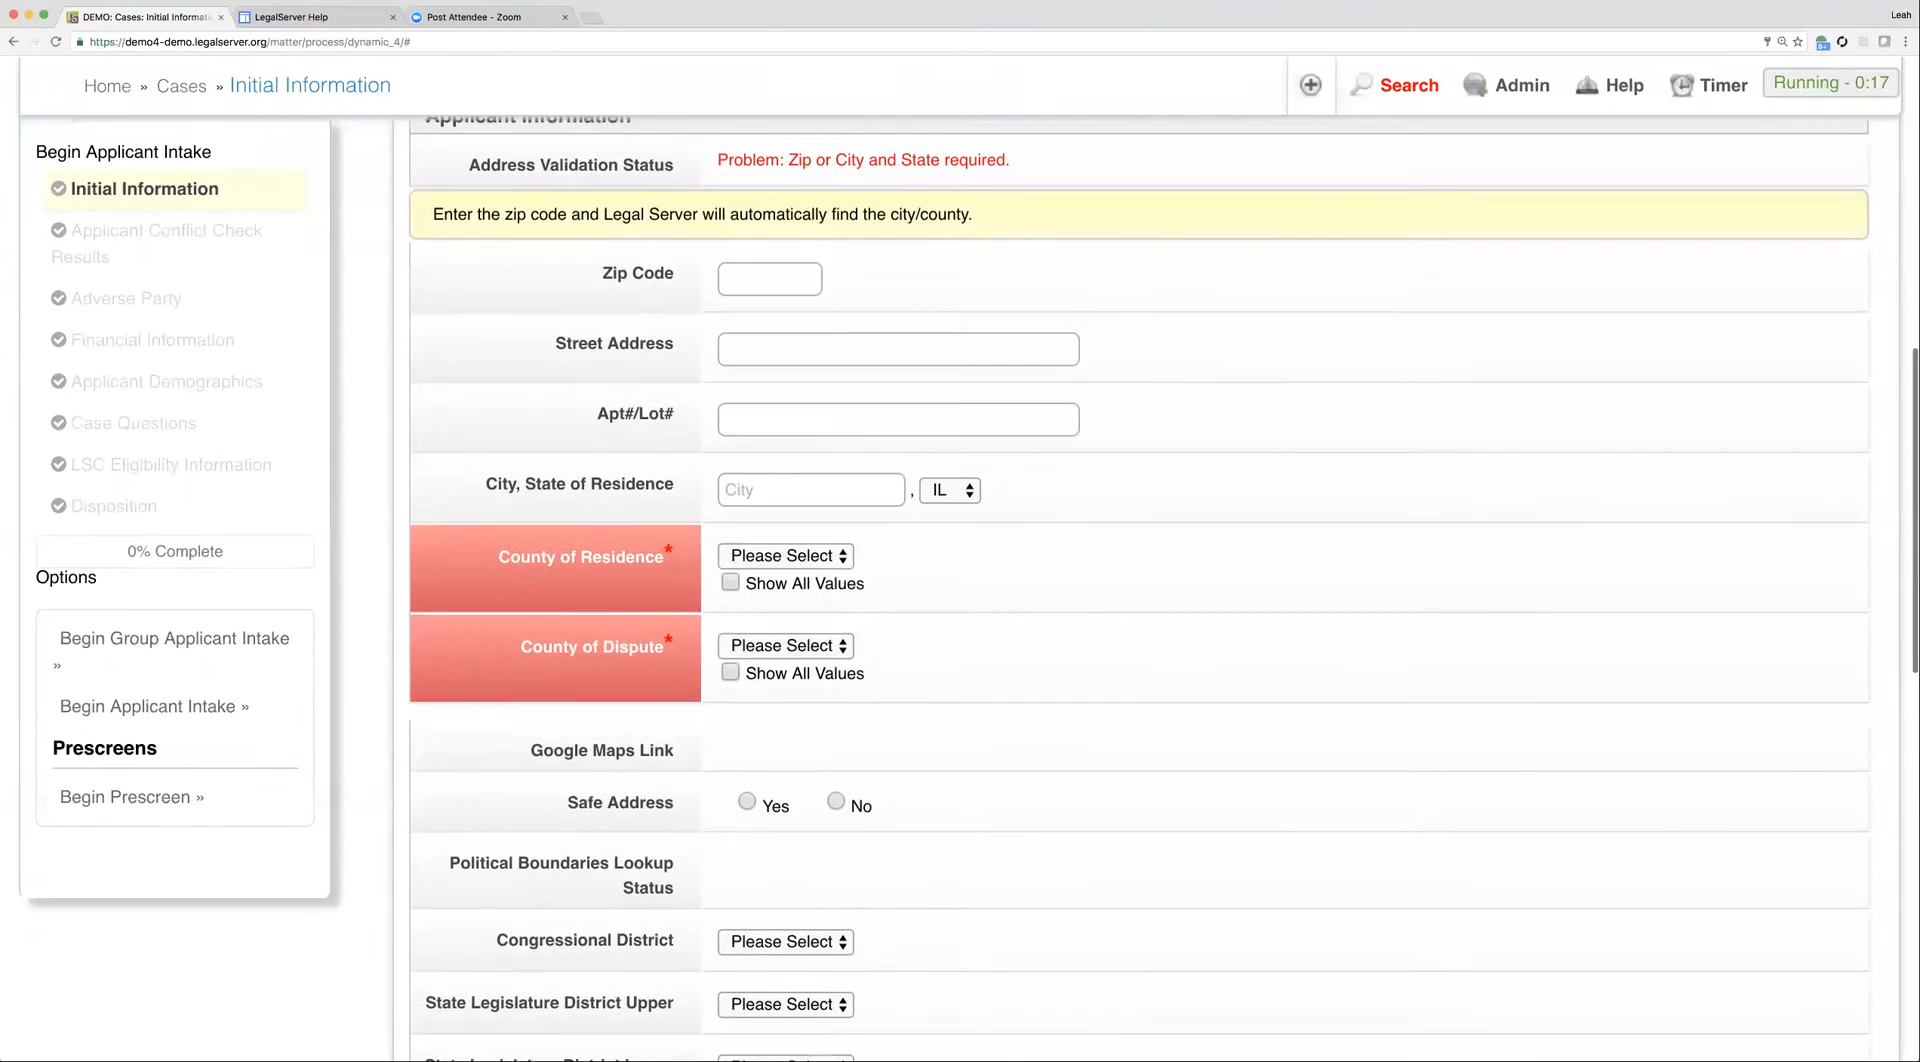 DEMO: Cases: Initial Informati
LegalServer Help
Post Attendee - Zoom
Leah
https://demo4-demo.legalserver.org/matter/process/dynamic_4/#
Home » Cases » Initial Information
Search
Admin
Help
Timer
Running - 0:17
Begin Applicant Intake
Initial Information
Applicant Conflict Check
Results
Adverse Party
Financial Information
Applicant Demographics
Case Questions
LSC Eligibility Information
Disposition
0% Complete
Options
Begin Group Applicant Intake
»
Begin Applicant Intake »
Prescreens
Begin Prescreen »
Applicant Information
Address Validation Status
Problem: Zip or City and State required.
Enter the zip code and Legal Server will automatically find the city/county.
Zip Code
Street Address
Apt#/Lot#
City, State of Residence
City , IL
County of Residence*
Please Select
Show All Values
County of Dispute*
Please Select
Show All Values
Google Maps Link
Safe Address
Yes No
Political Boundaries Lookup
Status
Congressional District
Please Select
State Legislature District Upper
Please Select